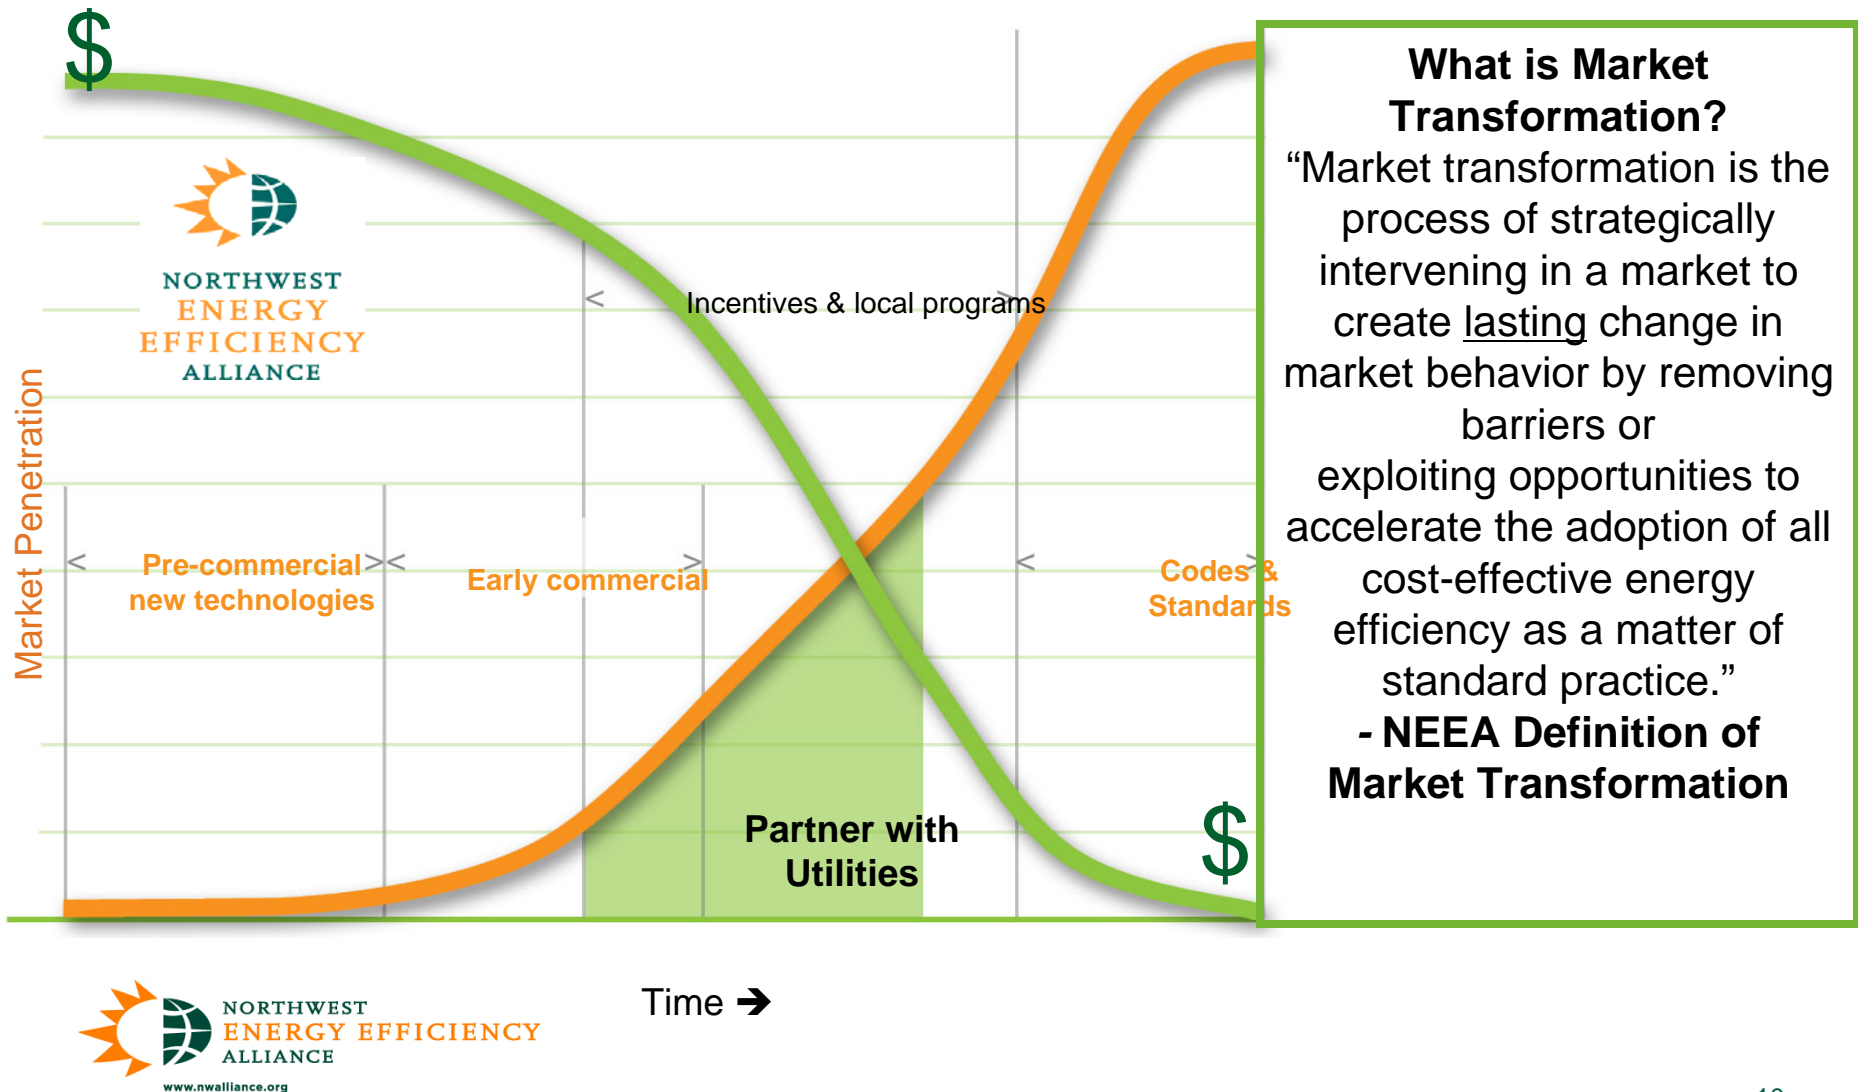 $
NORTHWEST
ENERGY
EFFICIENCY
ALLIANCE
Market Penetration
< Incentives & local programs >
< Pre-commercial >
new technologies
< Early commercial >
< Codes & >
Standards
Partner with
Utilities
$
What is Market
Transformation?
“Market transformation is the
process of strategically
intervening in a market to
create lasting change in
market behavior by removing
barriers or
exploiting opportunities to
accelerate the adoption of all
cost-effective energy
efficiency as a matter of
standard practice.”
- NEEA Definition of
Market Transformation
Time ➔
NORTHWEST
ENERGY EFFICIENCY
ALLIANCE
www.nwalliance.org